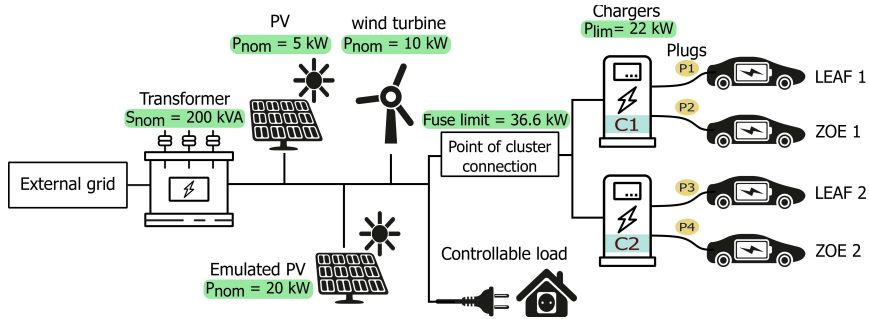 PV
Pnom = 5 kW
wind turbine
Pnom = 10 kW
Chargers
Plim= 22 kW
Plugs
Transformer
Snom = 200 kVA
Fuse limit = 36.6 kW
Point of cluster
connection
External grid
P1
LEAF 1
P2
C1
ZOE 1
P3
LEAF 2
P4
C2
ZOE 2
Emulated PV
Pnom = 20 kW
Controllable load